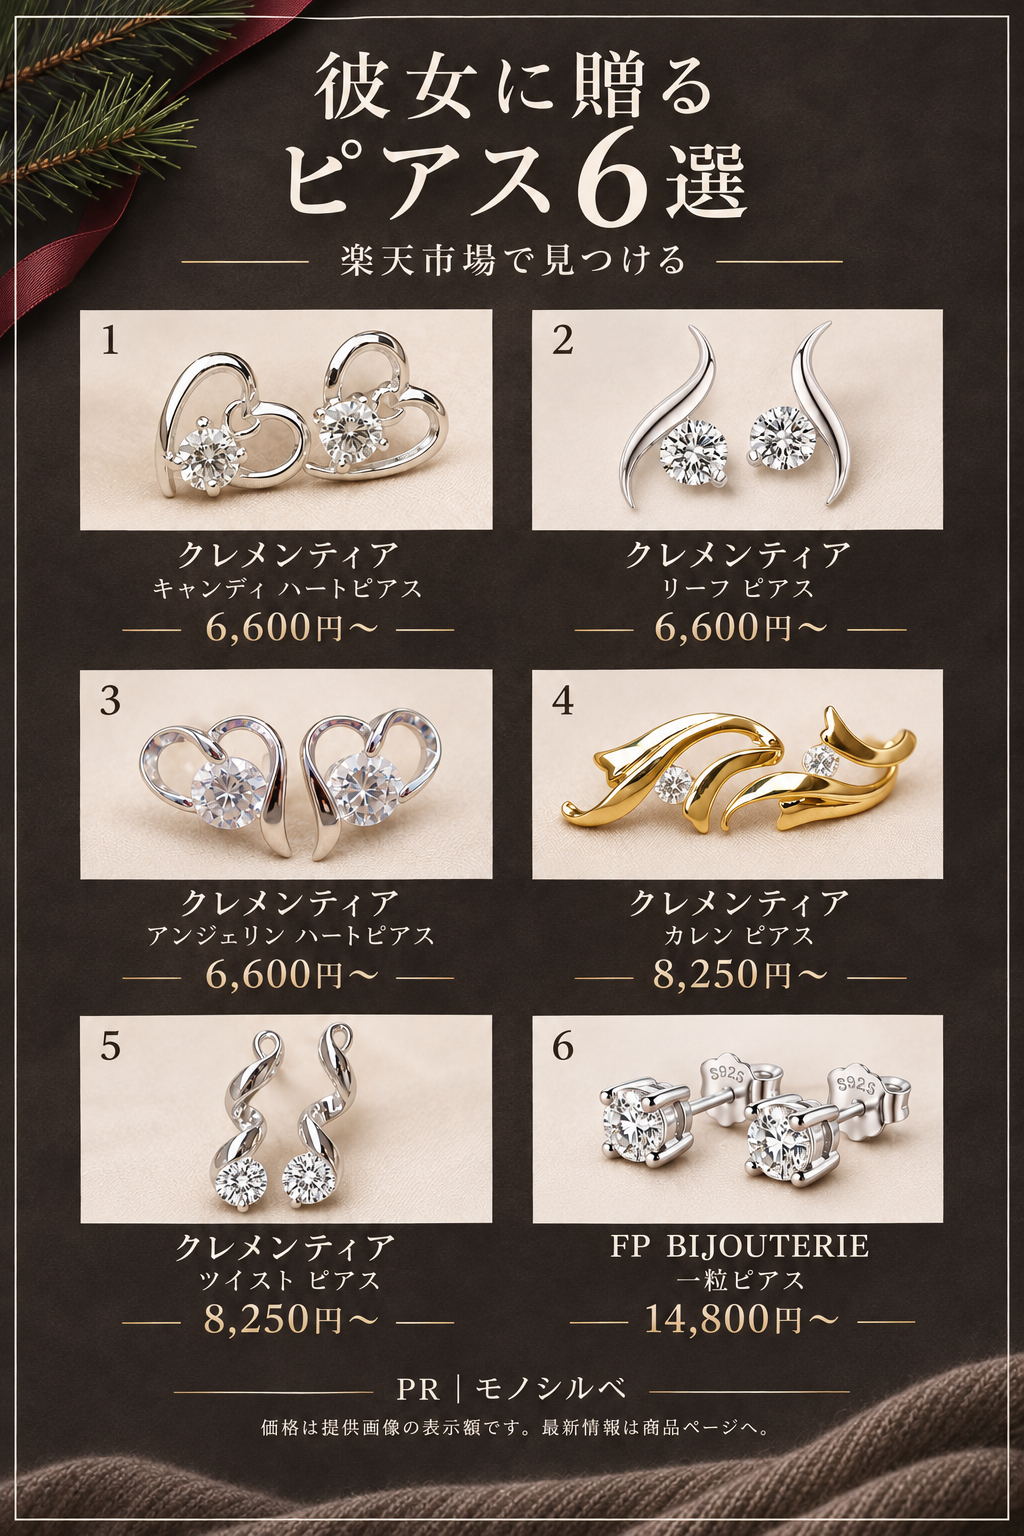 彼女に贈る
ピアス6選
楽天市場で見つける
1
クレメンティア
キャンディ ハートピアス
6,600円〜
2
クレメンティア
リーフ ピアス
6,600円〜
3
クレメンティア
アンジェリン ハートピアス
6,600円〜
4
クレメンティア
カレン ピアス
8,250円〜
5
クレメンティア
ツイスト ピアス
8,250円〜
6
S925
S925
FP BIJOUTERIE
一粒ピアス
14,800円〜
PR｜モノシルベ
価格は提供画像の表示額です。最新情報は商品ページへ。